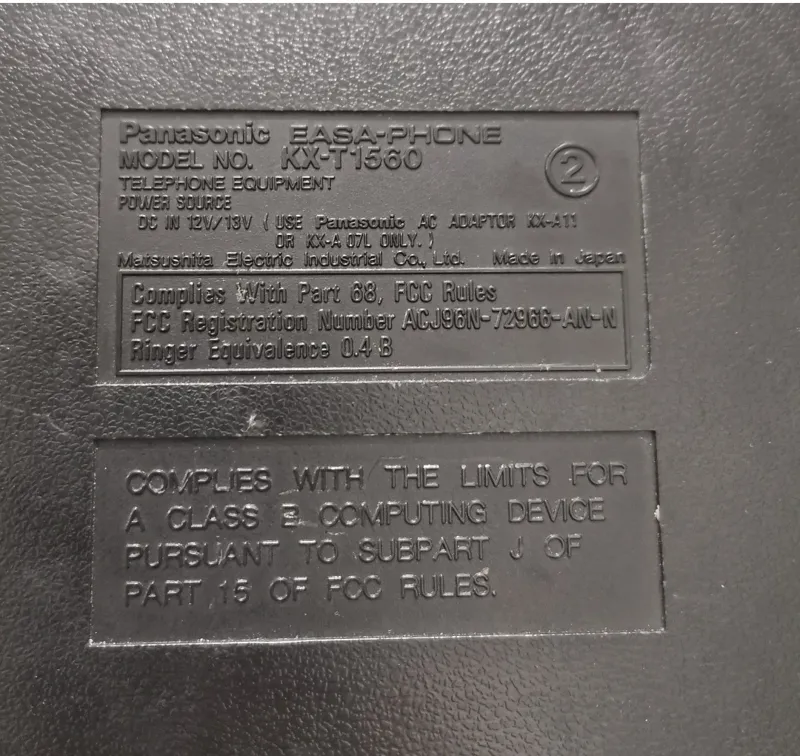 Panasonic EASA-PHONE
MODEL NO. KX-T1560
2
TELEPHONE EQUIPMENT
POWER SOURCE
DC IN 12V/13V ( USE Panasonic AC ADAPTOR KX-A11
OR KX-A 07L ONLY. )
Matsushita Electric Industrial Co., Ltd. Made in Japan
Complies With Part 68, FCC Rules
FCC Registration Number ACJ96N-72966-AN-N
Ringer Equivalence 0.4 B
COMPLIES WITH THE LIMITS FOR
A CLASS B COMPUTING DEVICE
PURSUANT TO SUBPART J OF
PART 15 OF FCC RULES.